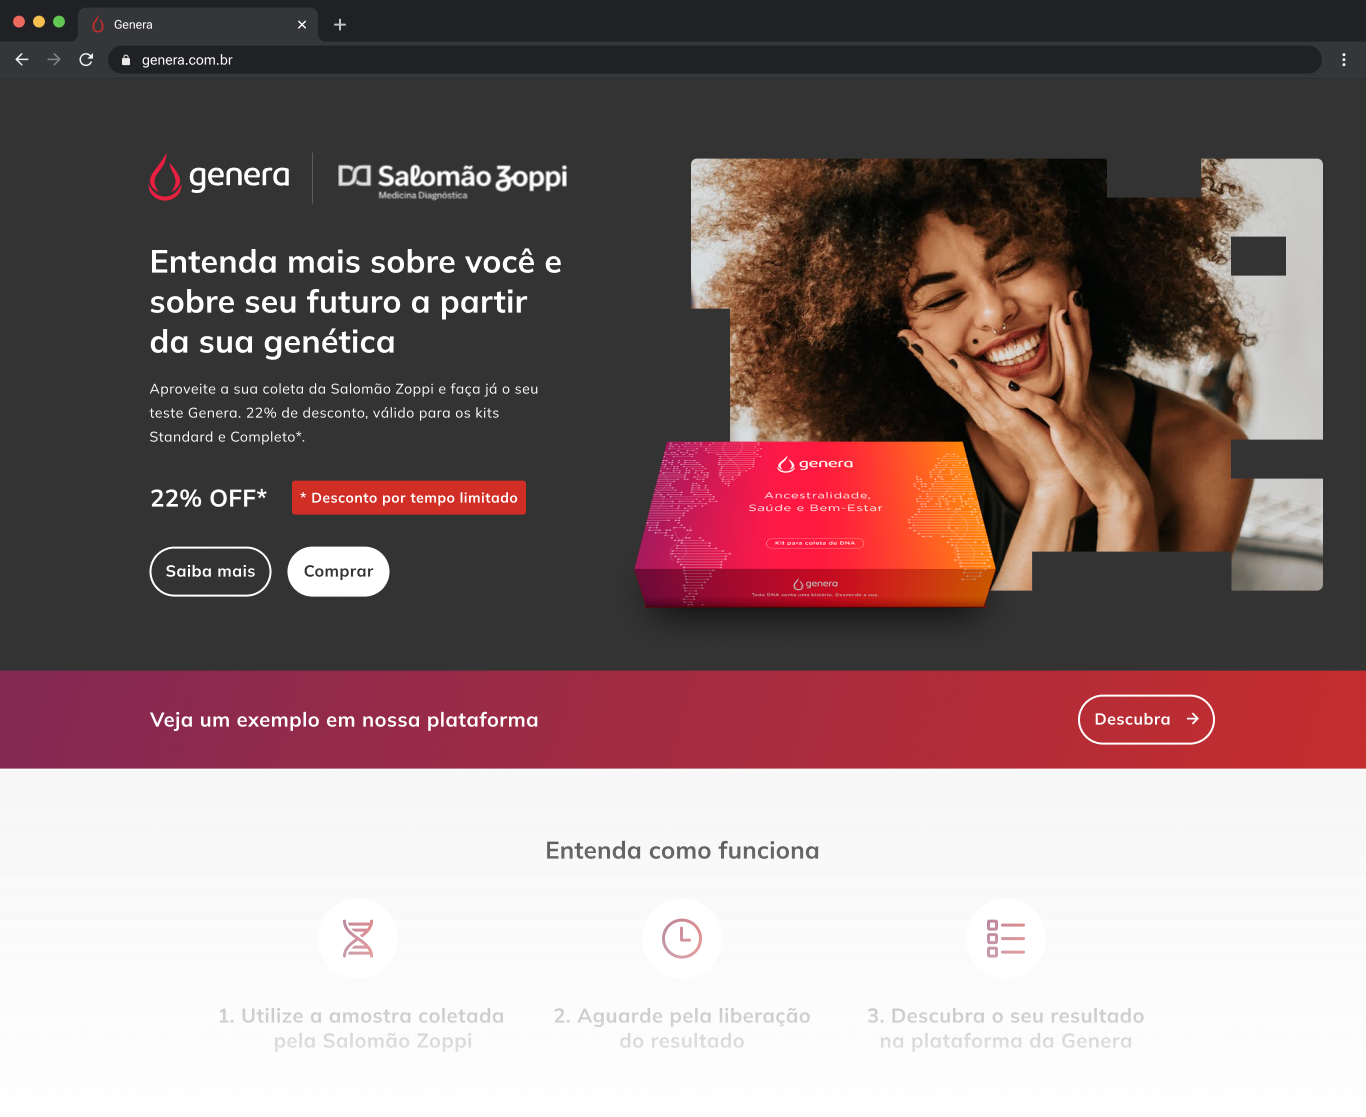 Genera
genera.com.br
genera
Salomão Zoppi
Medicina Diagnóstica
Entenda mais sobre você e
sobre seu futuro a partir
da sua genética
Aproveite a sua coleta da Salomão Zoppi e faça já o seu
teste Genera. 22% de desconto, válido para os kits
Standard e Completo*.
22% OFF*
* Desconto por tempo limitado
Saiba mais
Comprar
genera
Ancestralidade,
Saúde e Bem-Estar
Kit para coleta de DNA
genera
Todo DNA conta uma história. Descubra a sua.
Veja um exemplo em nossa plataforma
Descubra
Entenda como funciona
1. Utilize a amostra coletada
pela Salomão Zoppi
2. Aguarde pela liberação
do resultado
3. Descubra o seu resultado
na plataforma da Genera